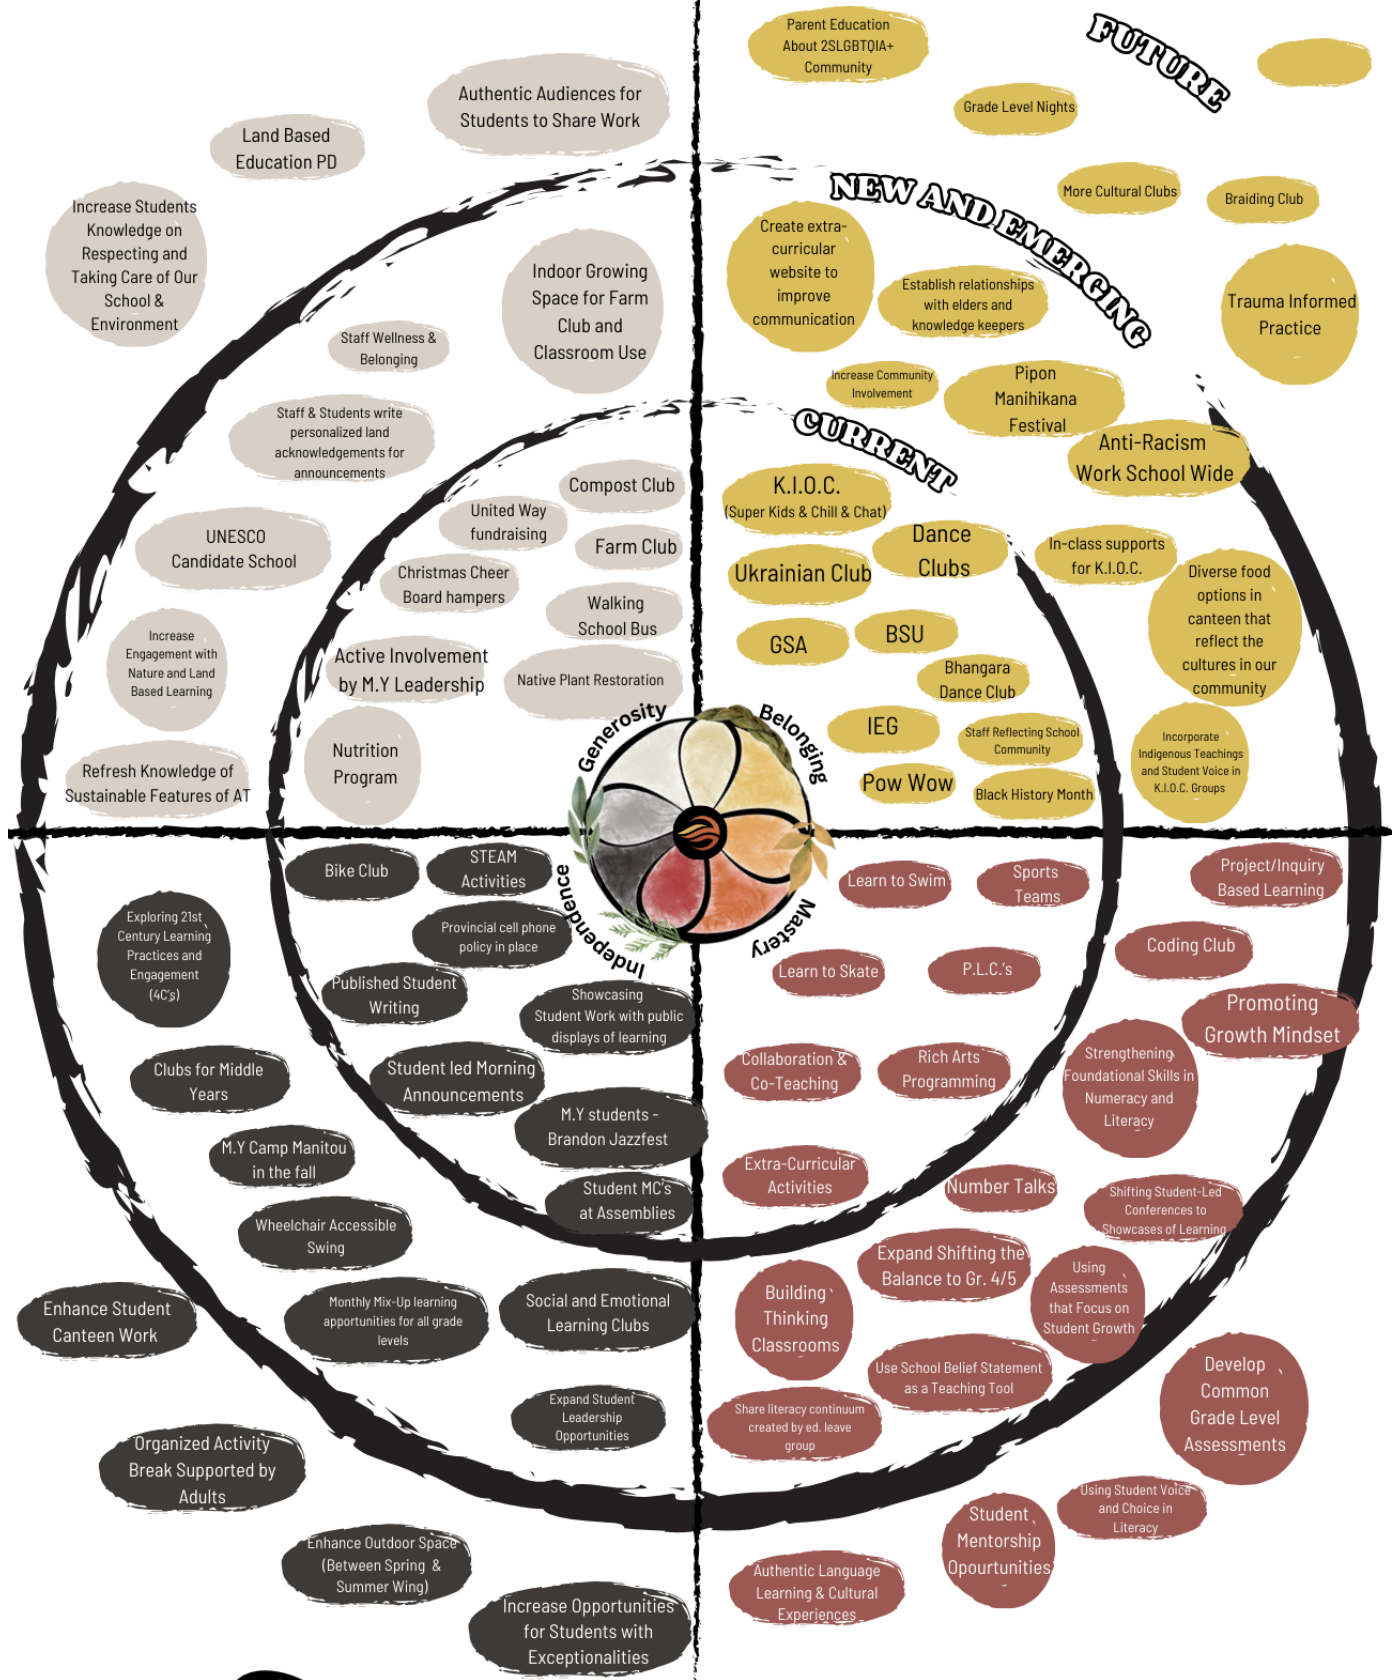 FUTURE
NEW AND EMERGING
CURRENT
Authentic Audiences for
Students to Share Work
Land Based
Education PD
Increase Students
Knowledge on
Respecting and
Taking Care of Our
School &
Environment
Indoor Growing
Space for Farm
Club and
Classroom Use
Staff Wellness &
Belonging
Staff & Students write
personalized land
acknowledgements for
announcements
UNESCO
Candidate School
Increase
Engagement with
Nature and Land
Based Learning
Refresh Knowledge of
Sustainable Features of AT
Compost Club
United Way
fundraising
Farm Club
Christmas Cheer
Board hampers
Walking
School Bus
Active Involvement
by M.Y Leadership
Native Plant Restoration
Nutrition
Program
Parent Education
About 2SLGBTQIA+
Community
Grade Level Nights
More Cultural Clubs
Braiding Club
Trauma Informed
Practice
Create extra-
curricular
website to
improve
communication
Establish relationships
with elders and
knowledge keepers
Increase Community
Involvement
Pipon
Manihikana
Festival
Anti-Racism
Work School Wide
K.I.O.C.
(Super Kids & Chill & Chat)
Dance
Clubs
In-class supports
for K.I.O.C.
Ukrainian Club
Diverse food
options in
canteen that
reflect the
cultures in our
community
GSA
BSU
Bhangara
Dance Club
IEG
Staff Reflecting School
Community
Incorporate
Indigenous Teachings
and Student Voice in
K.I.O.C. Groups
Pow Wow
Black History Month
Generosity
Belonging
Independence
Mastery
Bike Club
STEAM
Activities
Exploring 21st
Century Learning
Practices and
Engagement
(4C's)
Provincial cell phone
policy in place
Published Student
Writing
Showcasing
Student Work with public
displays of learning
Clubs for Middle
Years
Student led Morning
Announcements
M.Y students -
Brandon Jazzfest
M.Y Camp Manitou
in the fall
Student MC's
at Assemblies
Wheelchair Accessible
Swing
Enhance Student
Canteen Work
Monthly Mix-Up learning
apportunities for all grade
levels
Social and Emotional
Learning Clubs
Expand Student
Leadership
Opportunities
Organized Activity
Break Supported by
Adults
Enhance Outdoor Space
(Between Spring &
Summer Wing)
Increase Opportunities
for Students with
Exceptionalities
Learn to Swim
Sports
Teams
Project/Inquiry
Based Learning
Coding Club
Learn to Skate
P.L.C.'s
Promoting
Growth Mindset
Collaboration &
Co-Teaching
Rich Arts
Programming
Strengthening
Foundational Skills in
Numeracy and
Literacy
Extra-Curricular
Activities
Number Talks
Shifting Student-Led
Conferences to
Showcases of Learning
Expand Shifting the
Balance to Gr. 4/5
Building
Thinking
Classrooms
Using
Assessments
that Focus on
Student Growth
Use School Belief Statement
as a Teaching Tool
Share literacy continuum
created by ed. leave
group
Develop
Common
Grade Level
Assessments
Using Student Voice
and Choice in
Literacy
Student
Mentorship
Opourtunities
Authentic Language
Learning & Cultural
Experiences